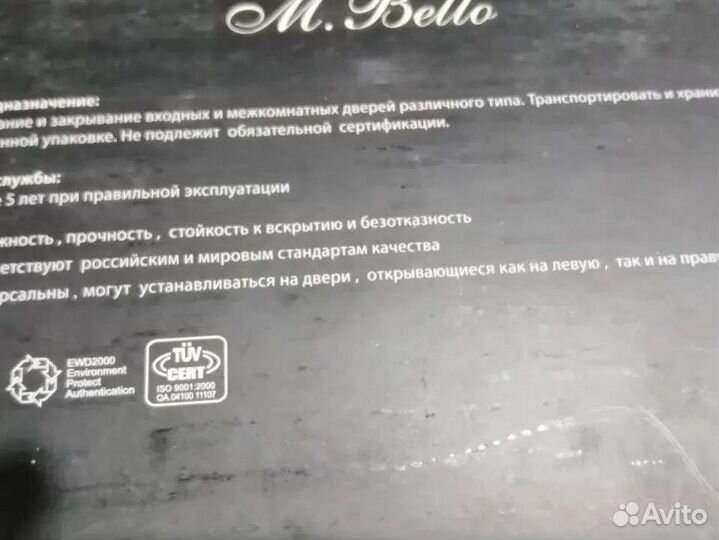 M. Bello
дназначение:
ание и закрывание входных и межкомнатных дверей различного типа. Транспортировать и храни
нной упаковке. Не подлежит обязательной сертификации.
службы:
е 5 лет при правильной эксплуатации
жность , прочность , стойкость к вскрытию и безотказность
етствуют российским и мировым стандартам качества
рсальны , могут устанавливаться на двери , открывающиеся как на левую , так и на прав
EWD2000
Environment
Protect
Authentication
TÜV
CERT
ISO 9001:2000
QA.04100 11107
Avito